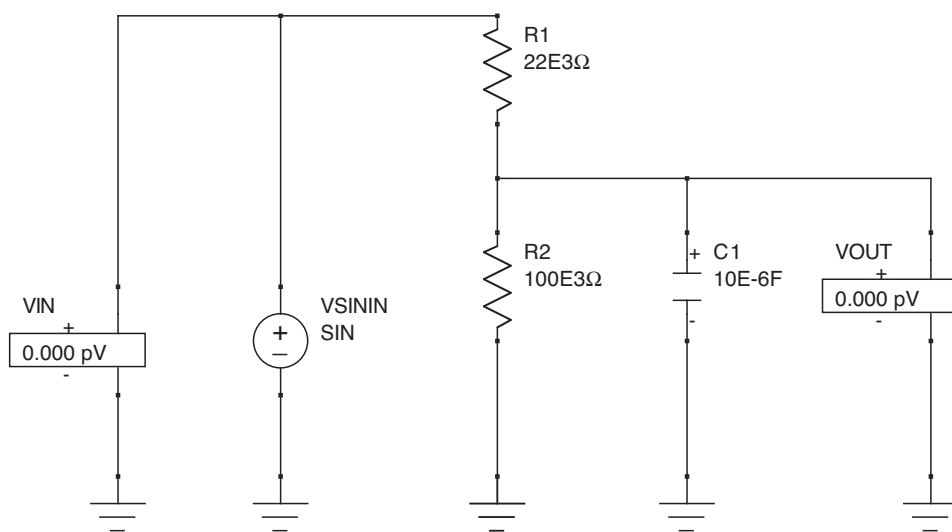 R1
22E3Ω
R2
100E3Ω
+ C1
10E-6F
-
VOUT
+
0.000 pV
-
VIN
+
0.000 pV
-
VSININ
SIN
+
–